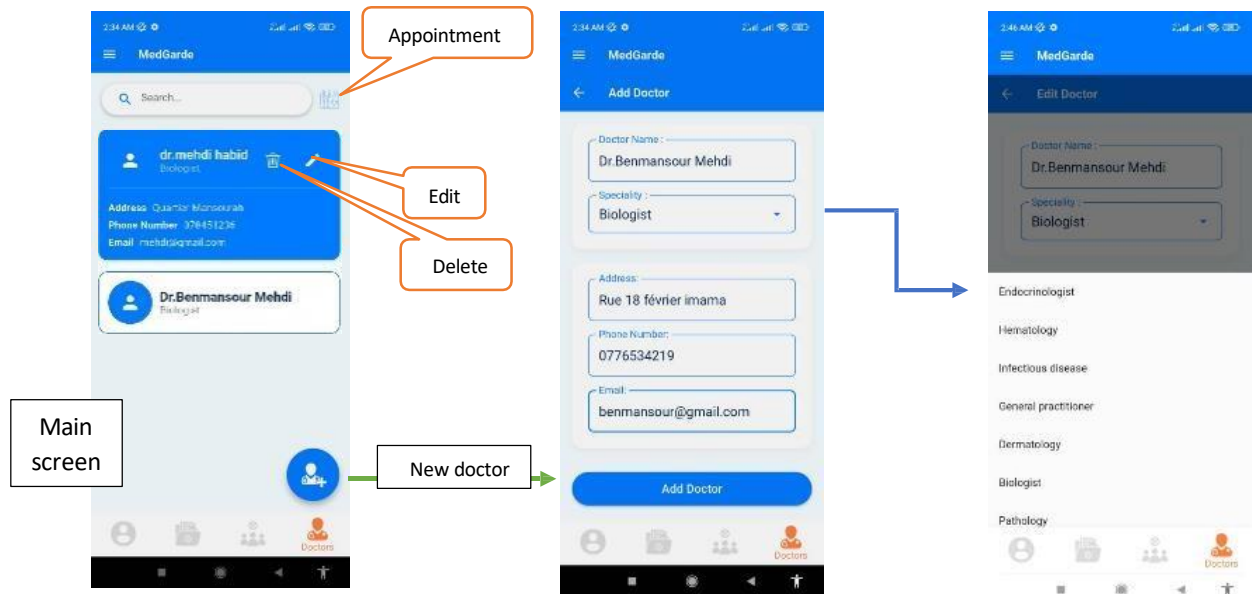 2:34 AM
MedGarde
Search...
dr.mehdi habid
Biologist
Address Quartier Mansourah
Phone Number 078451236
Email mehdi@gmail.com
Dr.Benmansour Mehdi
Biologist
Doctors
Main
screen
Appointment
Edit
Delete
New doctor
2:34 AM
MedGarde
Add Doctor
Doctor Name :
Dr.Benmansour Mehdi
Speciality :
Biologist
Address:
Rue 18 février imama
Phone Number:
0776534219
Email:
benmansour@gmail.com
Add Doctor
Doctors
2:46 AM
MedGarde
Edit Doctor
Doctor Name :
Dr.Benmansour Mehdi
Speciality :
Biologist
Endocrinologist
Hematology
Infectious disease
General practitioner
Dermatology
Biologist
Pathology
Doctors